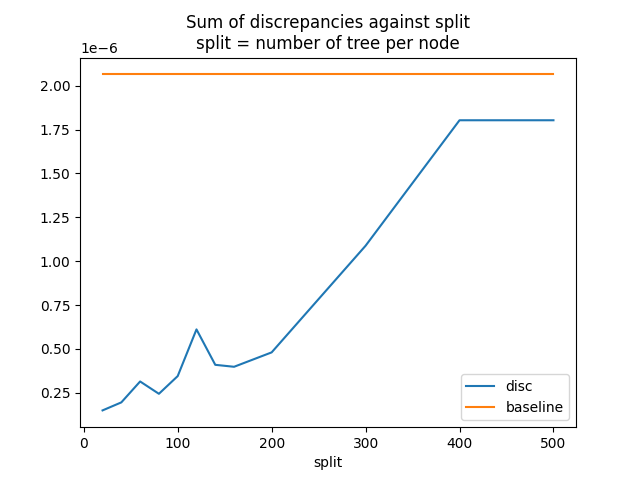 Sum of discrepancies against split
split = number of tree per node
1e−6
2.00
1.75
1.50
1.25
1.00
0.75
0.50
0.25
disc
baseline
0 100 200 300 400 500
split